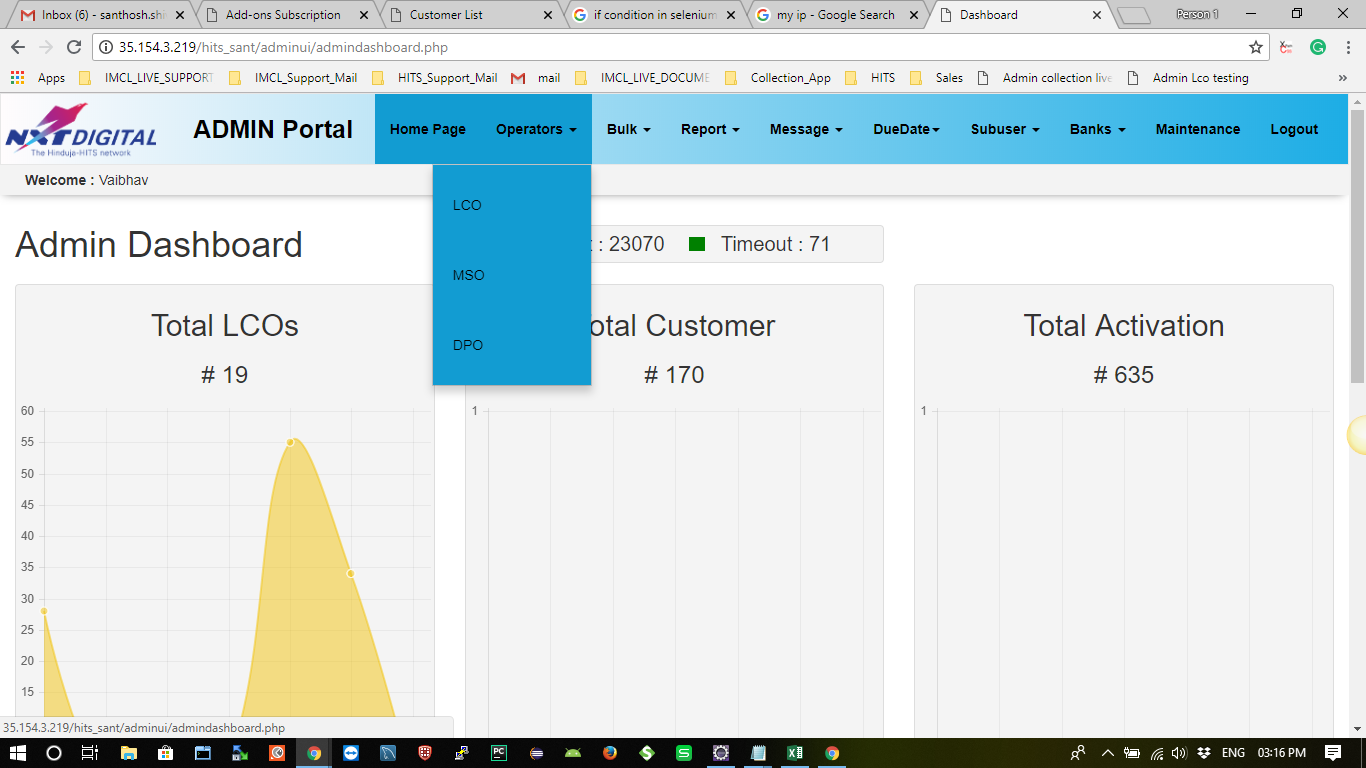 Inbox (6) - santhosh.shi
Add-ons Subscription
Customer List
if condition in selenium
my ip - Google Search
Dashboard
Person 1
35.154.3.219/hits_sant/adminui/admindashboard.php
Apps
IMCL_LIVE_SUPPORT
IMCL_Support_Mail
HITS_Support_Mail
mail
IMCL_LIVE_DOCUME
Collection_App
HITS
Sales
Admin collection live
Admin Lco testing
»
NXTDIGITAL
The Hinduja-HITS network
ADMIN Portal
Home Page
Operators
Bulk
Report
Message
DueDate
Subuser
Banks
Maintenance
Logout
Welcome : Vaibhav
LCO
MSO
DPO
Admin Dashboard
: 23070
Timeout : 71
Total LCOs
# 19
otal Customer
# 170
Total Activation
# 635
60
55
50
45
40
35
30
25
20
15
1
1
35.154.3.219/hits_sant/adminui/admindashboard.php
PC
S
ENG
03:16 PM